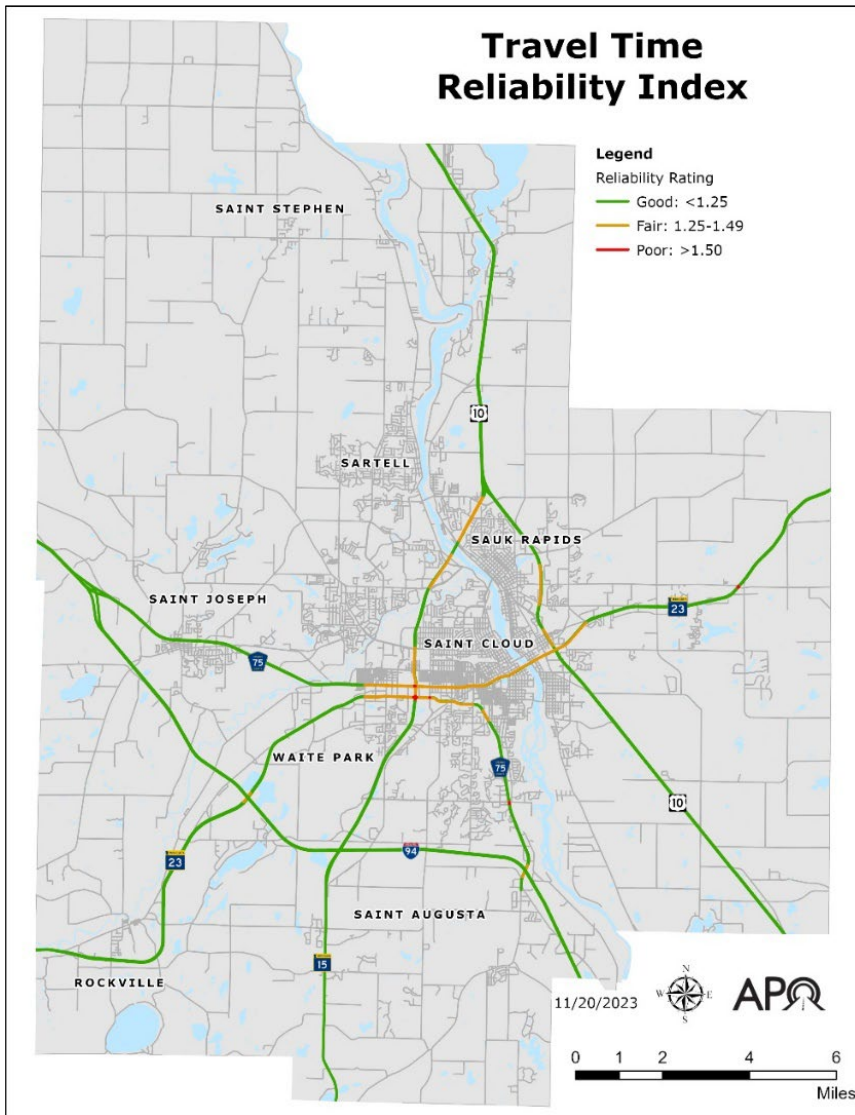 Travel Time
Reliability Index
Legend
Reliability Rating
Good: <1.25
Fair: 1.25-1.49
Poor: >1.50
SAINT STEPHEN
10
SARTELL
SAUK RAPIDS
SAINT JOSEPH
23
SAINT CLOUD
75
WAITE PARK
75
10
23
94
SAINT AUGUSTA
15
ROCKVILLE
N
W E
S
11/20/2023
APO
0 1 2 4 6
Miles